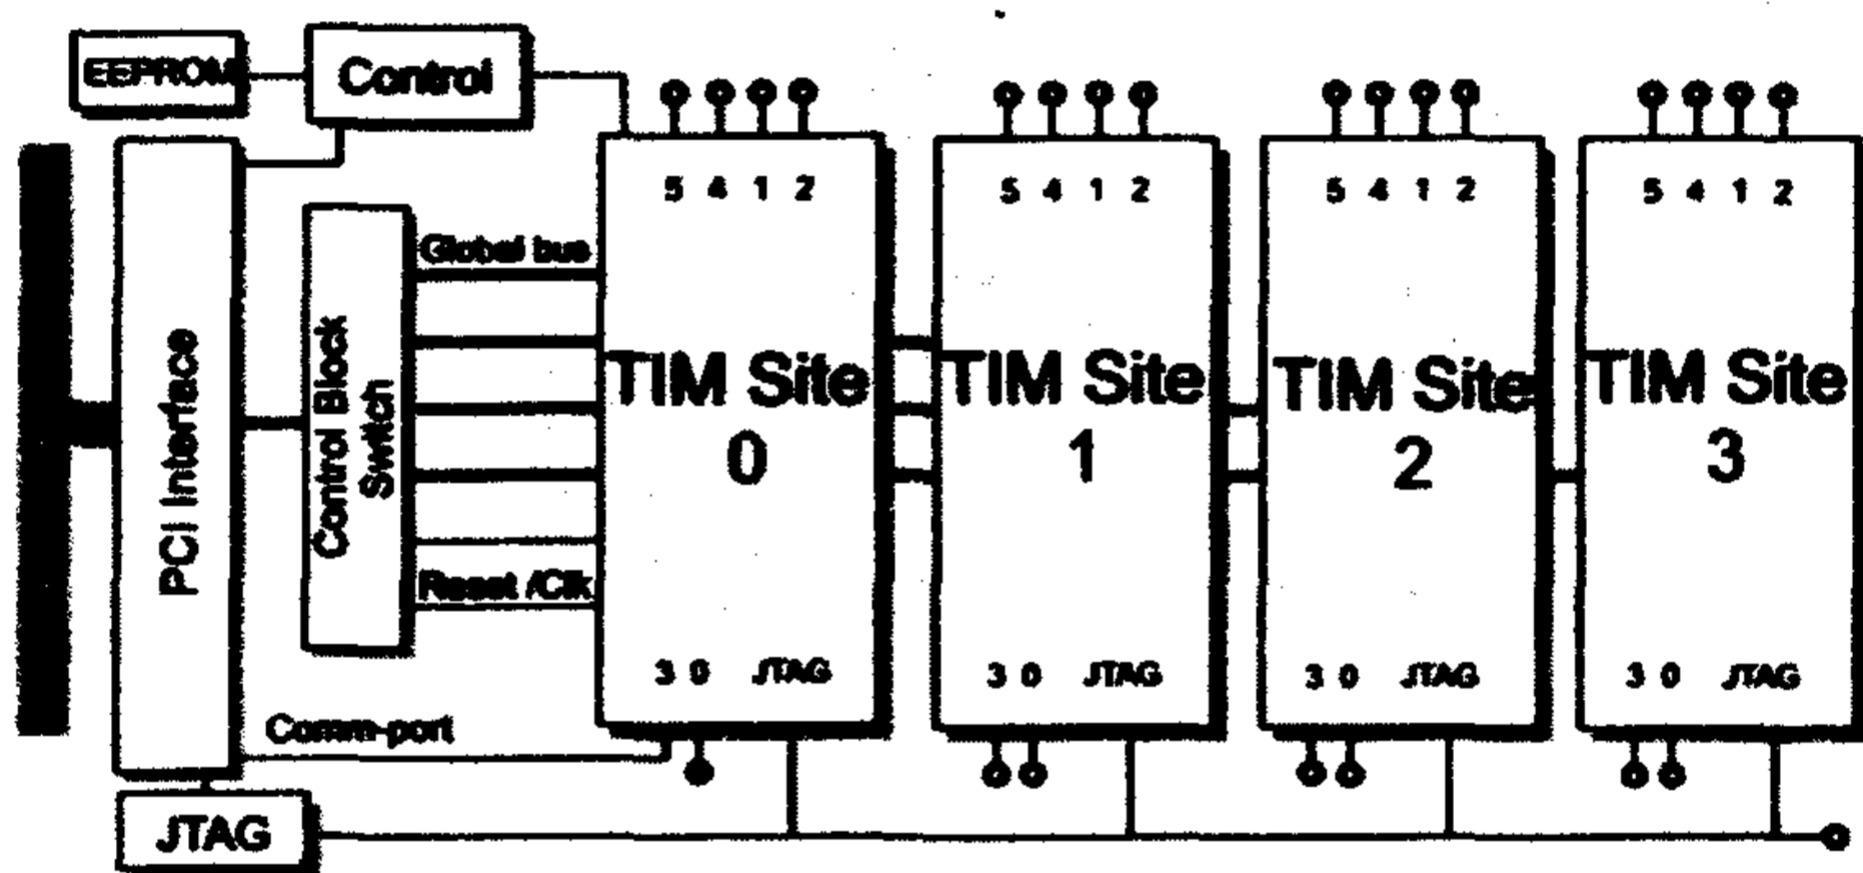 EEPROM
Control
5 4 1 2
5 4 1 2
5 4 1 2
5 4 1 2
PCI Interface
Control Block
Switch
Global bus
TIM Site
0
TIM Site
1
TIM Site
2
TIM Site
3
Reset /Clk
3 0 JTAG
3 0 JTAG
3 0 JTAG
3 0 JTAG
Comm-port
JTAG